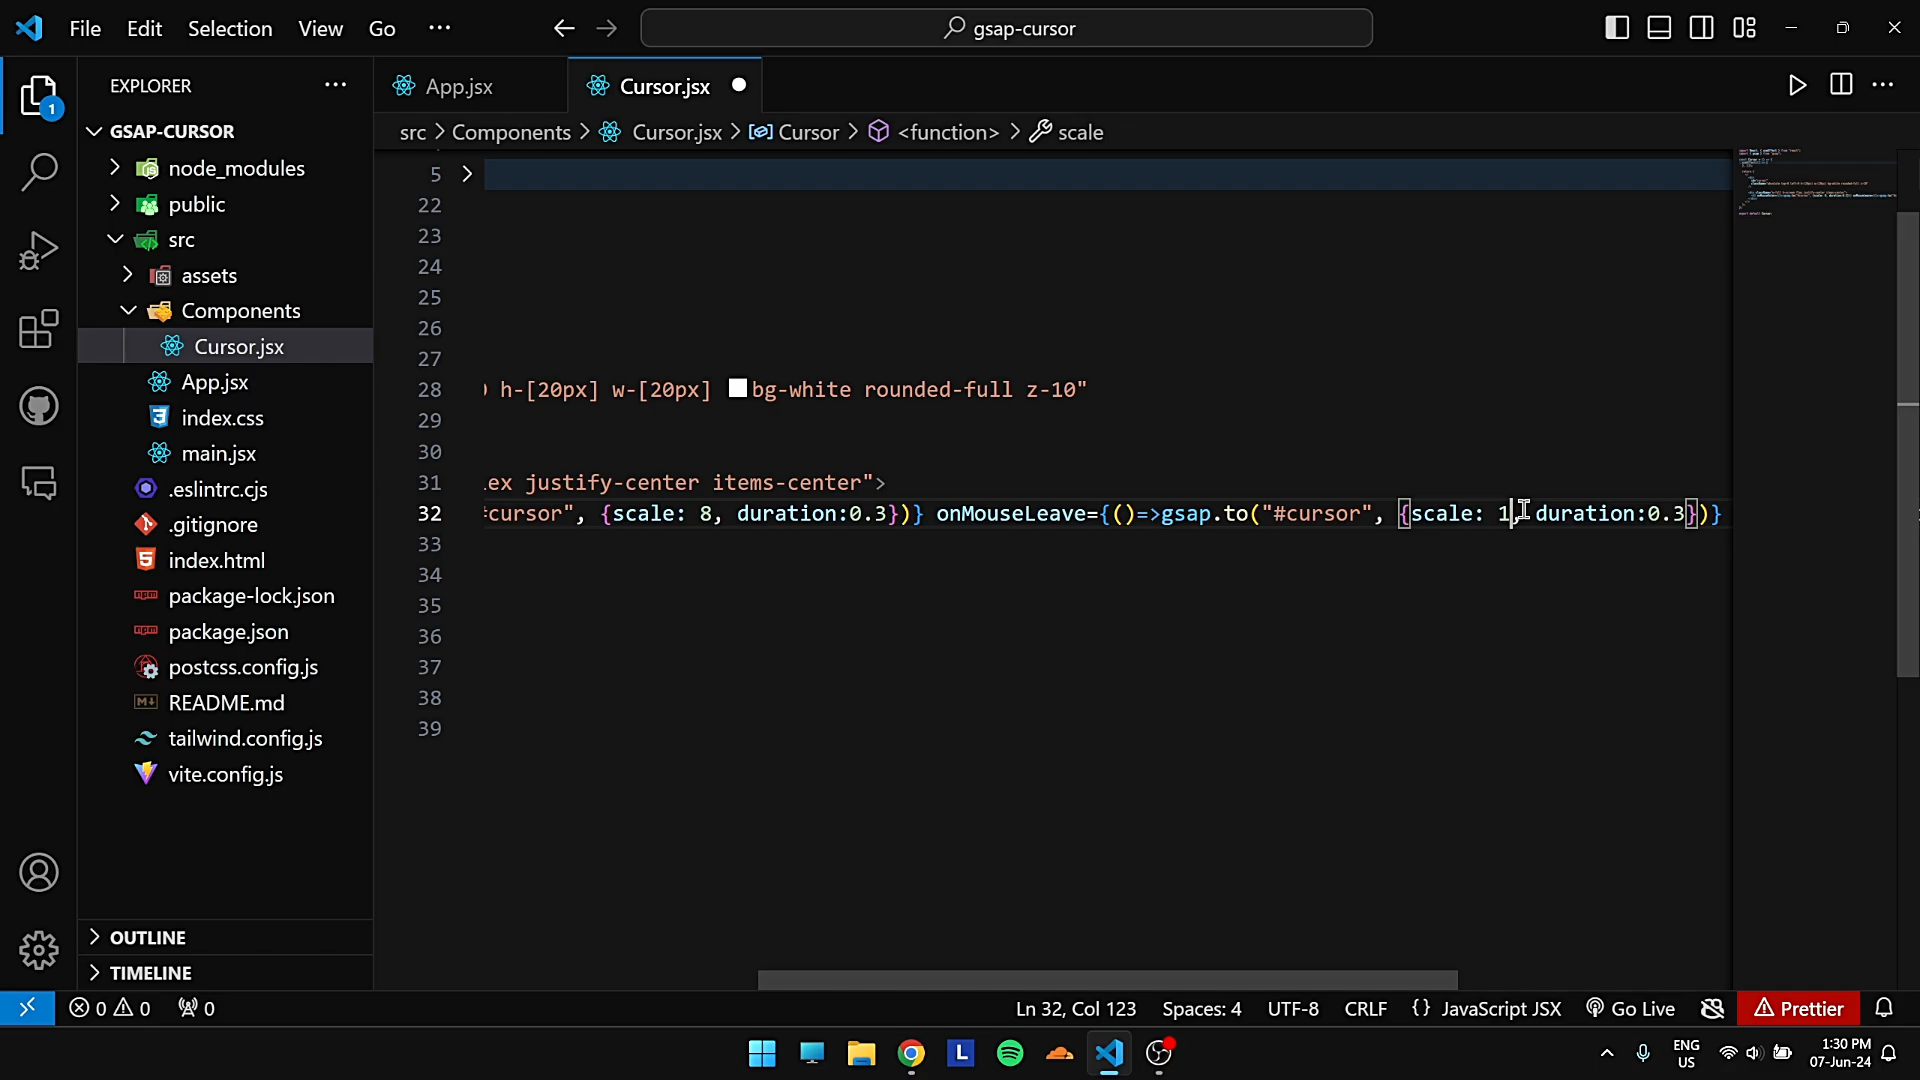 File Edit Selection View Go ···
gsap-cursor
EXPLORER ···
App.jsx
Cursor.jsx
1
src > Components > Cursor.jsx > Cursor > <function> > scale
GSAP-CURSOR
node_modules
public
src
assets
Components
Cursor.jsx
App.jsx
index.css
main.jsx
.eslintrc.cjs
.gitignore
index.html
package-lock.json
package.json
postcss.config.js
README.md
tailwind.config.js
vite.config.js
OUTLINE
TIMELINE
5
22
23
24
25
26
27
28 ) h-[20px] w-[20px] bg-white rounded-full z-10"
29
30
31 lex justify-center items-center">
32 #cursor", {scale: 8, duration:0.3})} onMouseLeave={()=>gsap.to("#cursor", {scale: 1, duration:0.3})}
33
34
35
36
37
38
39
0 0 0
Ln 32, Col 123 Spaces: 4 UTF-8 CRLF {} JavaScript JSX Go Live Prettier
L
ENG
US
1:30 PM
07-Jun-24